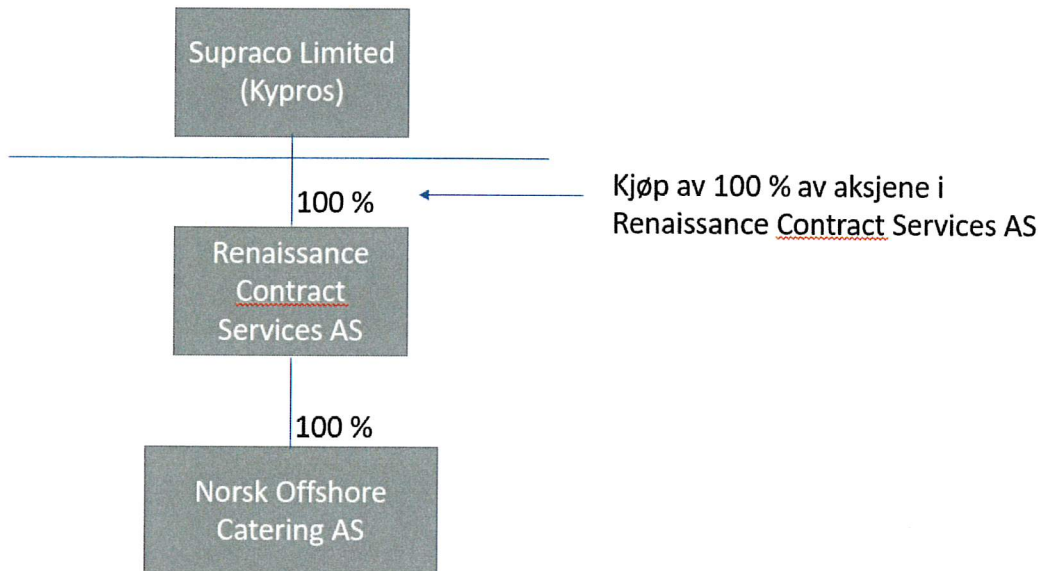 Supraco Limited
(Kypros)
100 %
Kjøp av 100 % av aksjene i
Renaissance Contract Services AS
Renaissance
Contract
Services AS
100 %
Norsk Offshore
Catering AS